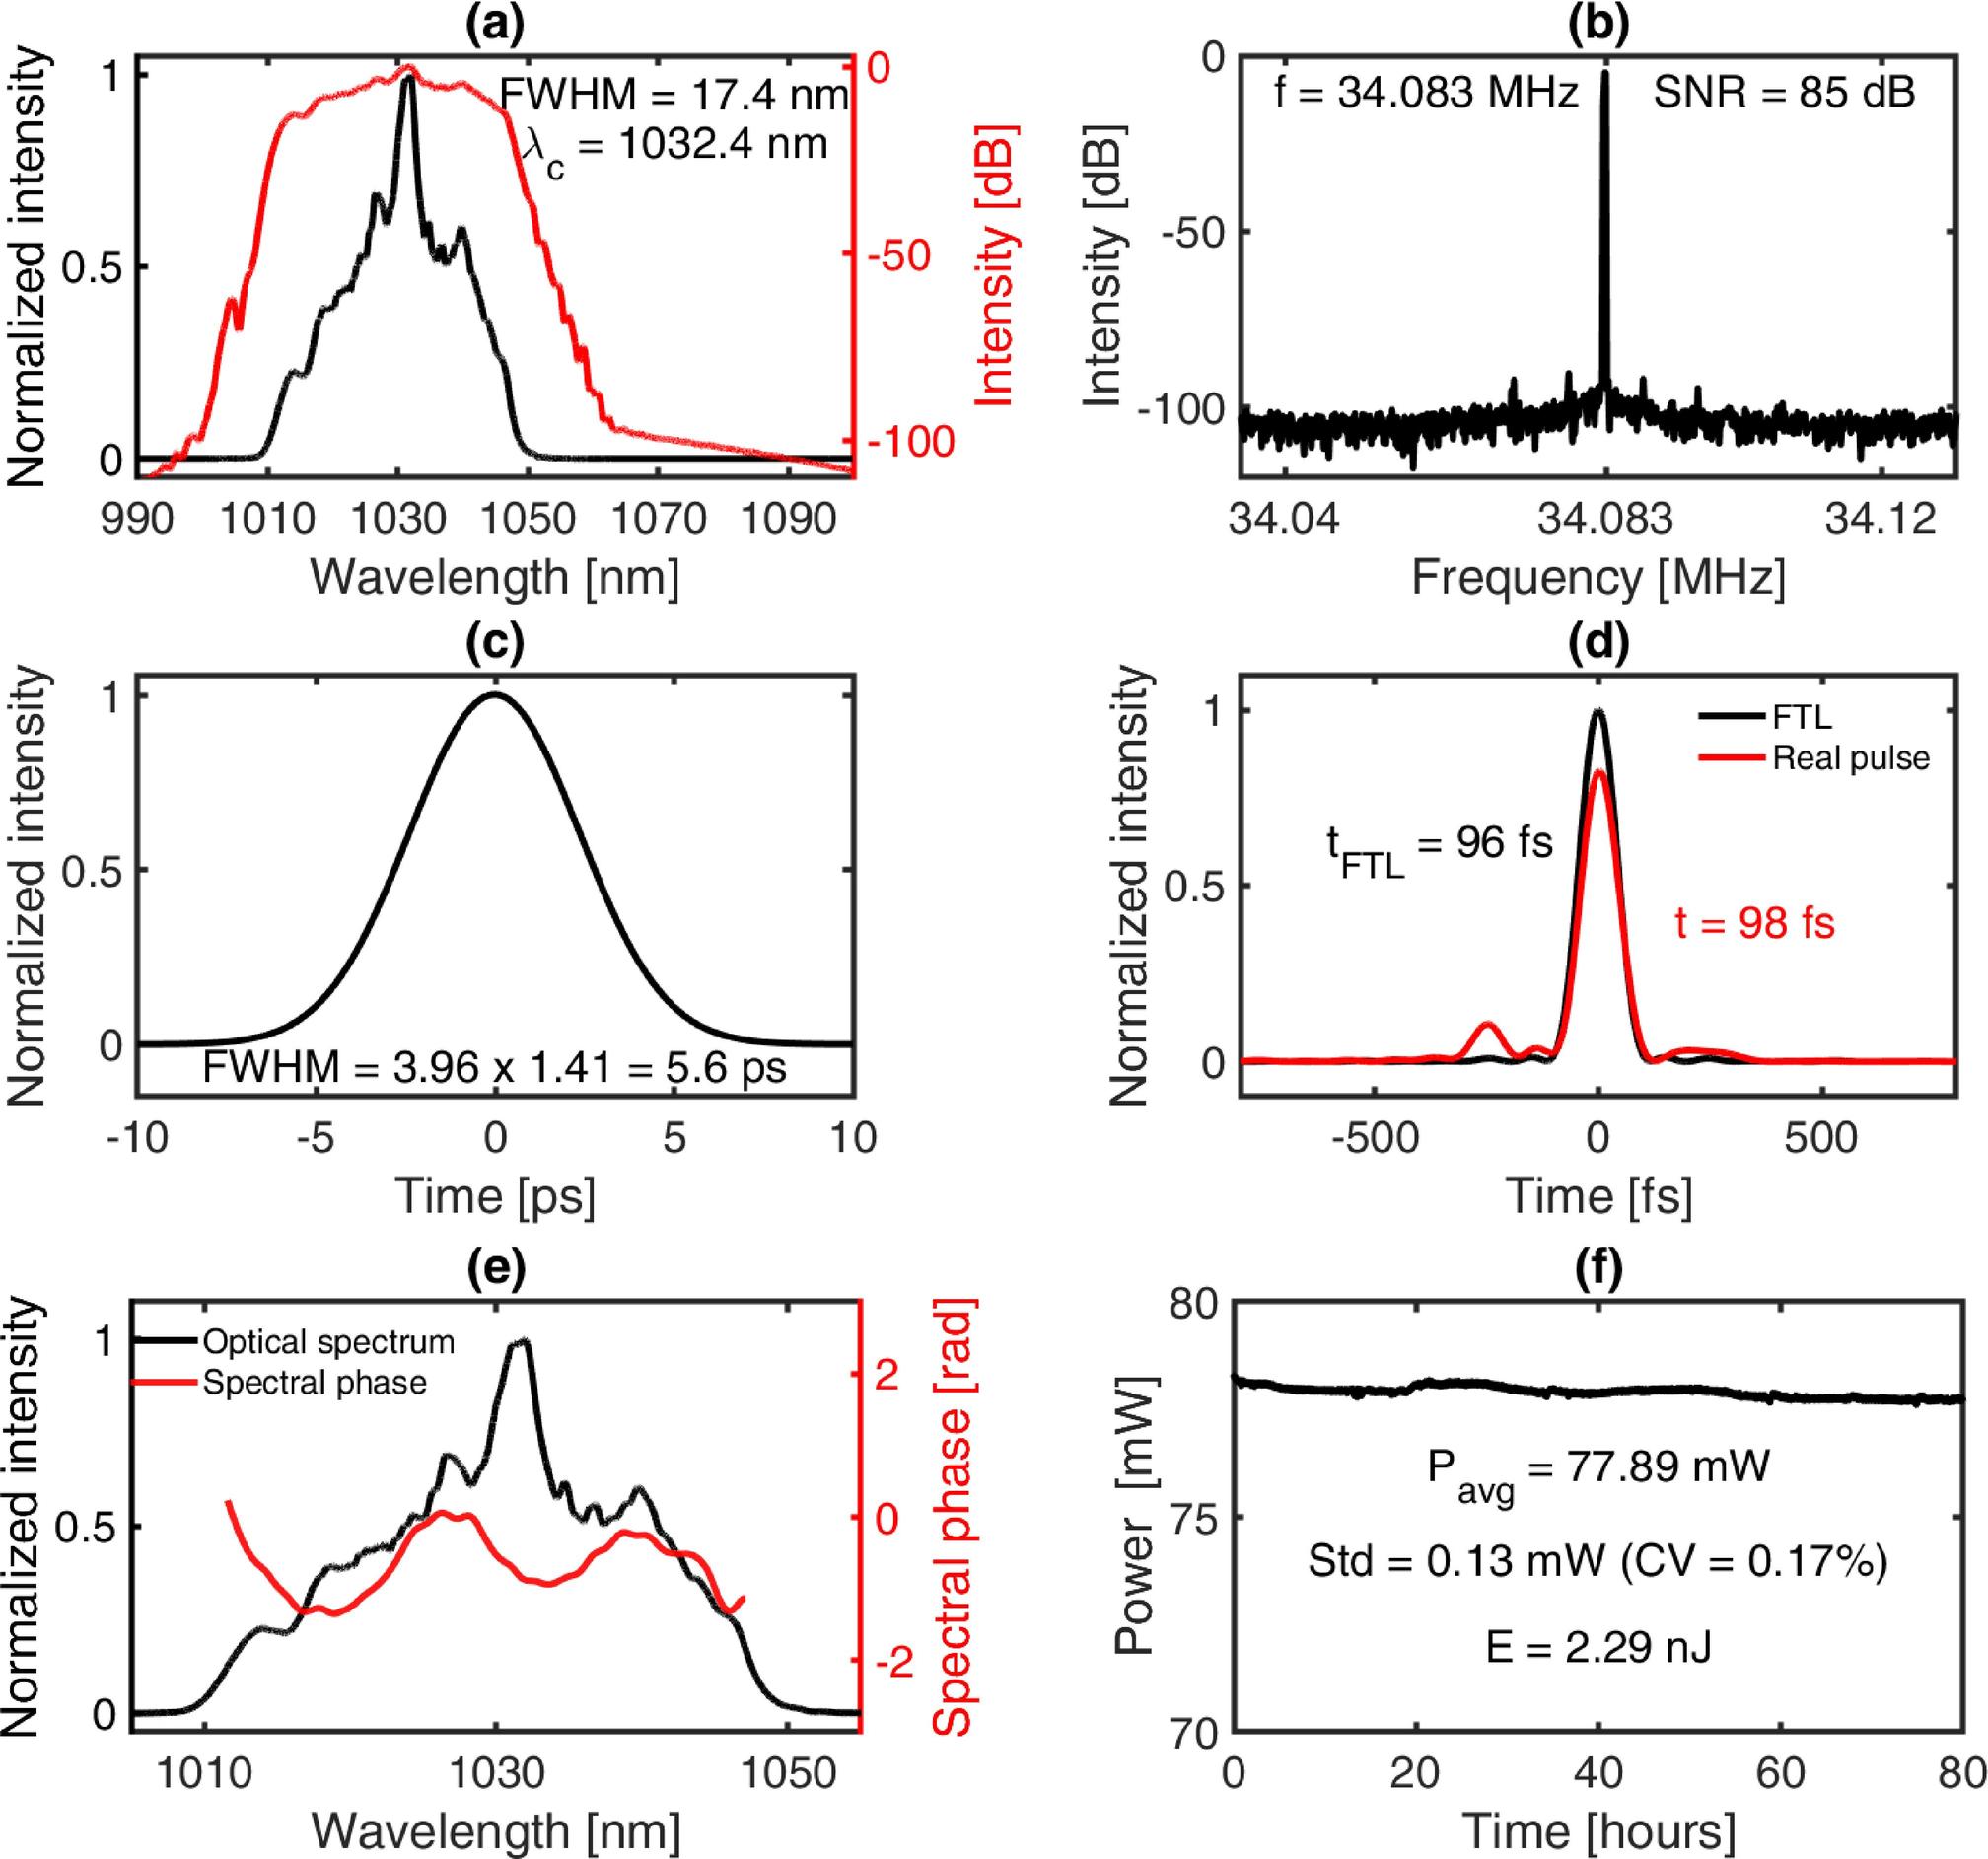 (a)
Normalized intensity
1
0.5
0
0
-50
-100
Intensity [dB]
FWHM = 17.4 nm
λc = 1032.4 nm
990 1010 1030 1050 1070 1090
Wavelength [nm]
(b)
Intensity [dB]
0
-50
-100
f = 34.083 MHz SNR = 85 dB
34.04 34.083 34.12
Frequency [MHz]
(c)
Normalized intensity
1
0.5
0
FWHM = 3.96 x 1.41 = 5.6 ps
-10 -5 0 5 10
Time [ps]
(d)
Normalized intensity
1
0.5
0
FTL
Real pulse
tFTL = 96 fs
t = 98 fs
-500 0 500
Time [fs]
(e)
Normalized intensity
1
0.5
0
Optical spectrum
Spectral phase
2
0
-2
Spectral phase [rad]
1010 1030 1050
Wavelength [nm]
(f)
Power [mW]
80
75
70
Pavg = 77.89 mW
Std = 0.13 mW (CV = 0.17%)
E = 2.29 nJ
0 20 40 60 80
Time [hours]